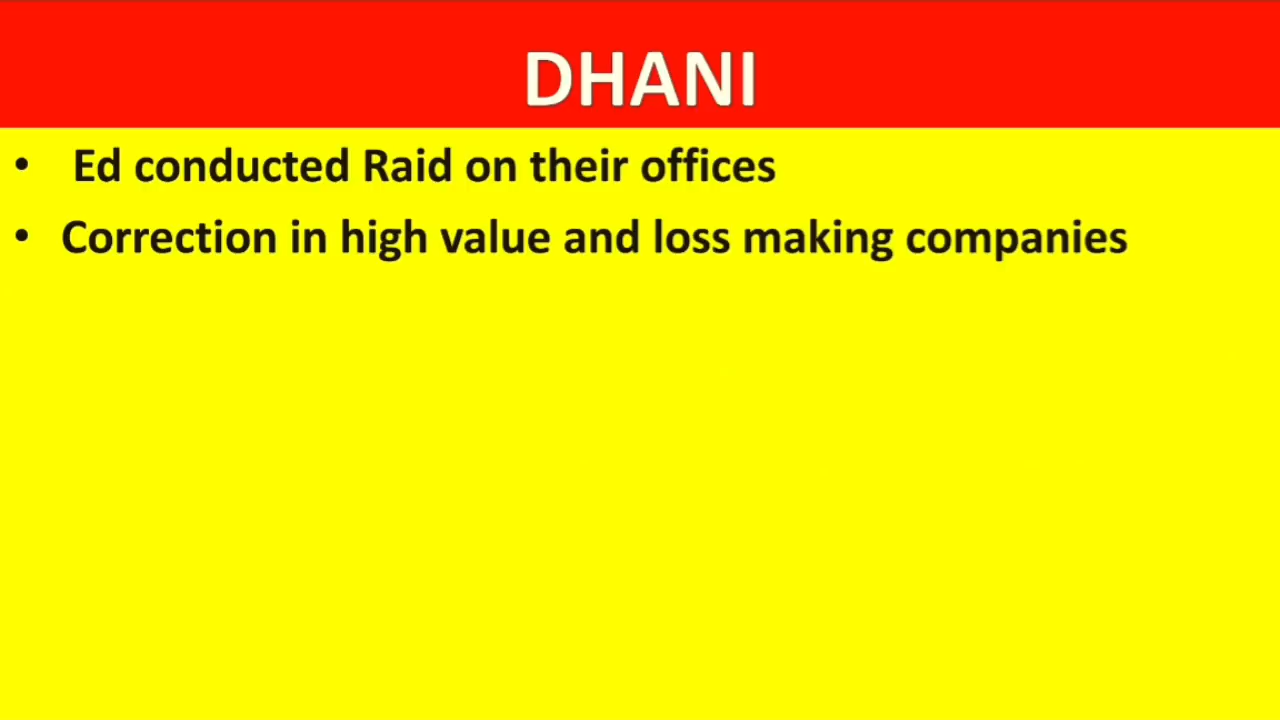 DHANI
• Ed conducted Raid on their offices
• Correction in high value and loss making companies